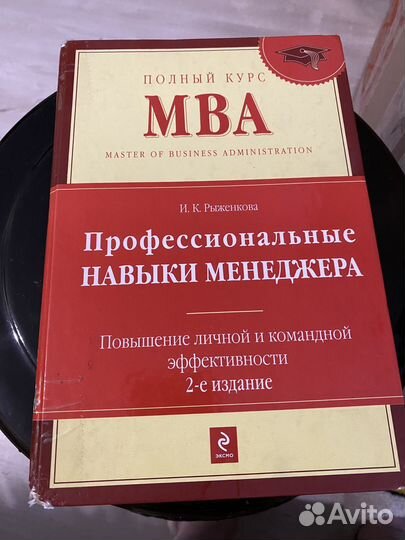 ПОЛНЫЙ КУРС
MBA
MASTER OF BUSINESS ADMINISTRATION
И. К. Рыженкова
Профессиональные
НАВЫКИ МЕНЕДЖЕРА
Повышение личной и командной
эффективности
2-е издание
ЭКСМО
Avito